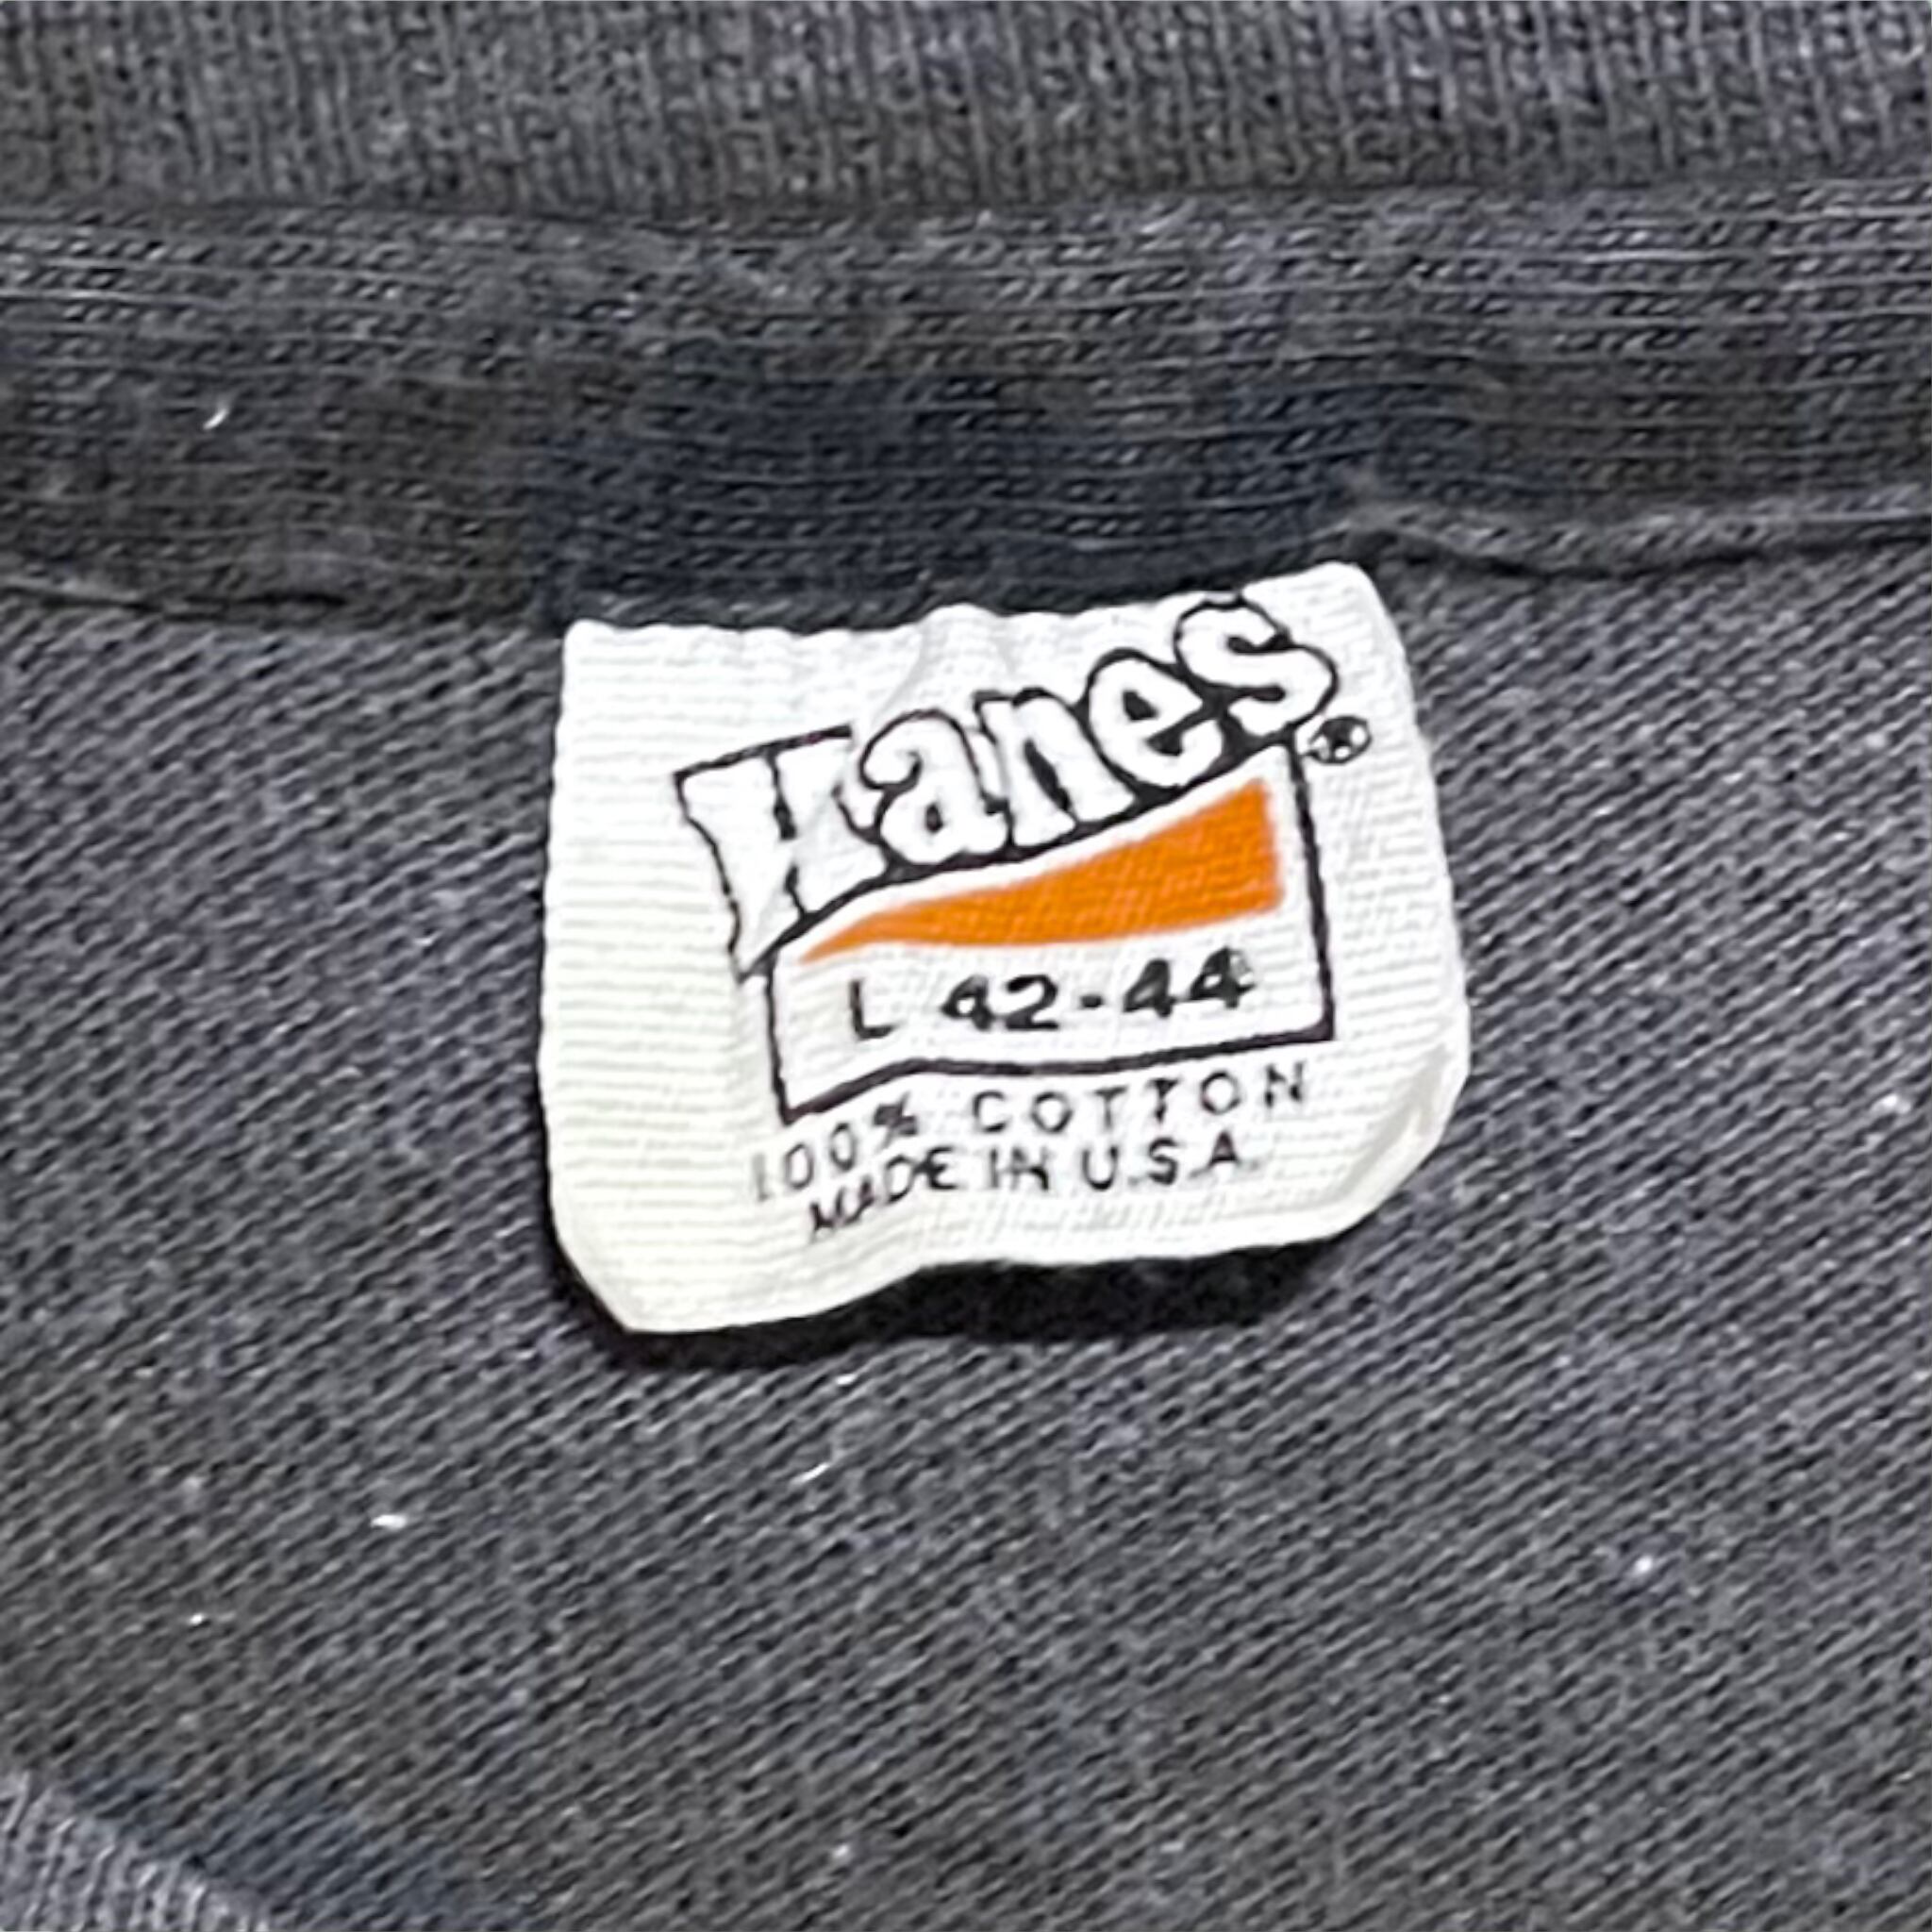 Hanes®
L 42-44
100% COTTON
MADE IN U.S.A.